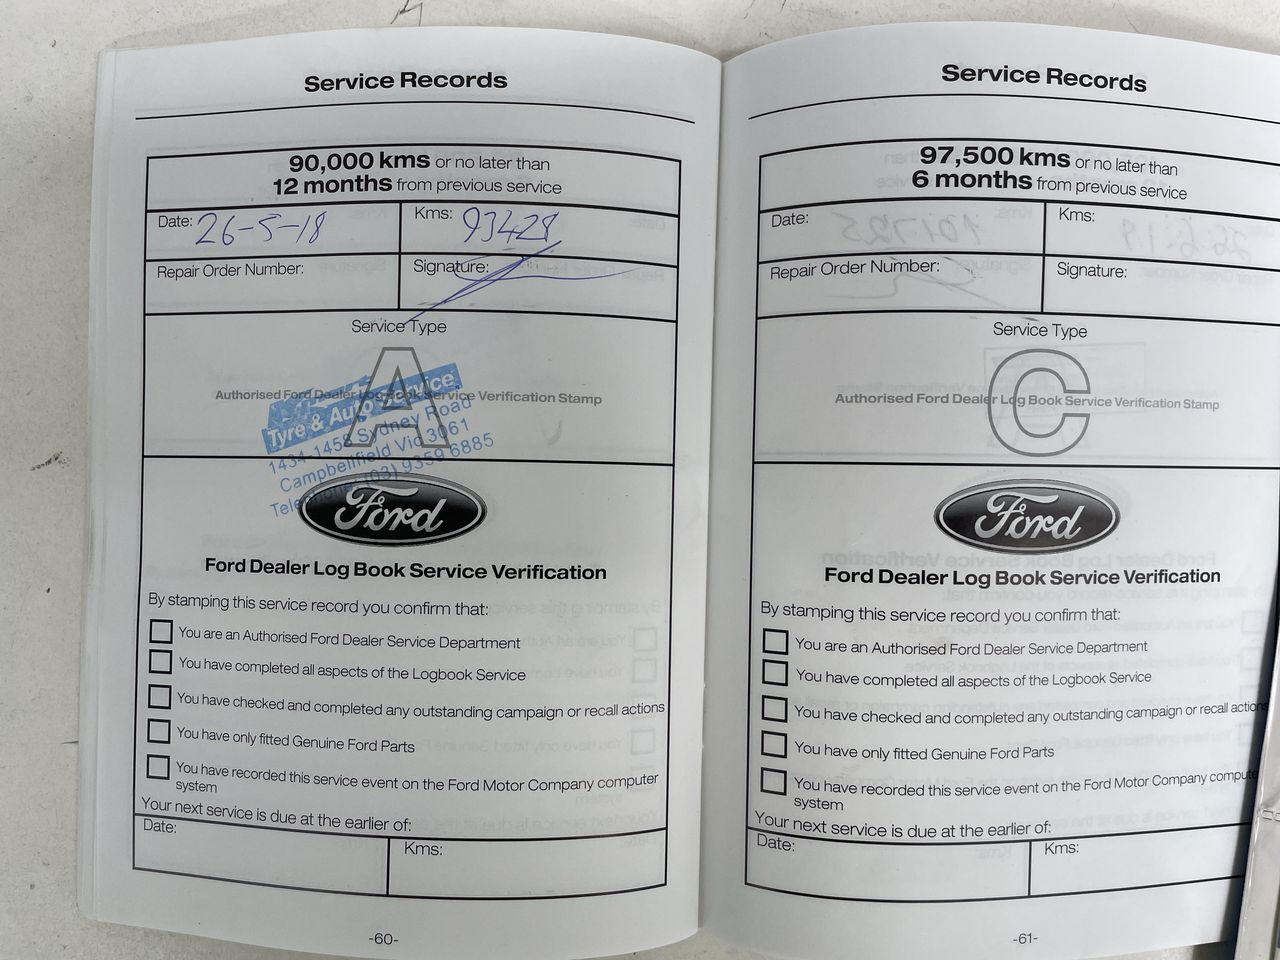 Service Records
90,000 kms or no later than
12 months from previous service
Date: 26-5-18
Kms: 93428
Repair Order Number:
Signature:
Service Type
A
Authorised Ford Dealer Log Book Service Verification Stamp
Tyre & Auto Service
1434-1458 Sydney Road
Campbellfield Vic 3061
Telephone: (03) 9359 6885
Ford
Ford Dealer Log Book Service Verification
By stamping this service record you confirm that:
You are an Authorised Ford Dealer Service Department
You have completed all aspects of the Logbook Service
You have checked and completed any outstanding campaign or recall actions
You have only fitted Genuine Ford Parts
You have recorded this service event on the Ford Motor Company computer
system
Your next service is due at the earlier of:
Date:
Kms:
-60-
Service Records
97,500 kms or no later than
6 months from previous service
Date:
Kms:
Repair Order Number:
Signature:
Service Type
C
Authorised Ford Dealer Log Book Service Verification Stamp
Ford
Ford Dealer Log Book Service Verification
By stamping this service record you confirm that:
You are an Authorised Ford Dealer Service Department
You have completed all aspects of the Logbook Service
You have checked and completed any outstanding campaign or recall actions
You have only fitted Genuine Ford Parts
You have recorded this service event on the Ford Motor Company compute
system
Your next service is due at the earlier of:
Date:
Kms:
-61-